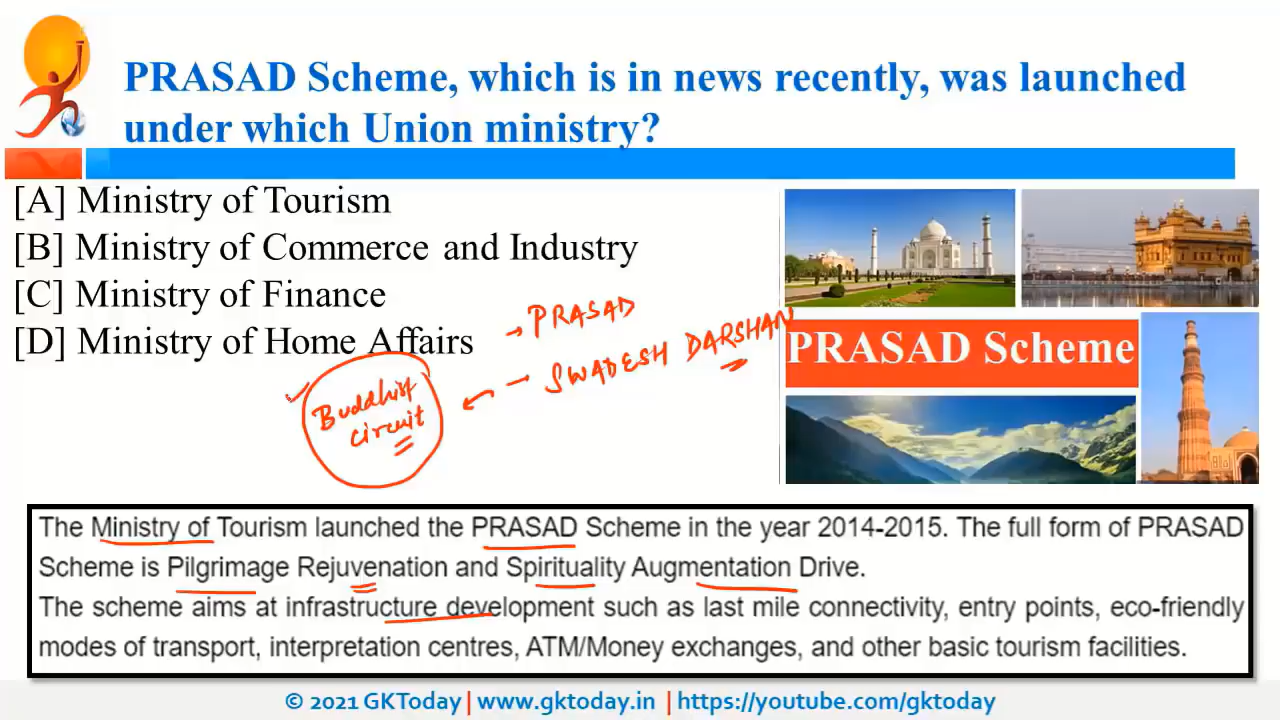 PRASAD Scheme, which is in news recently, was launched
under which Union ministry?
[A] Ministry of Tourism
[B] Ministry of Commerce and Industry
[C] Ministry of Finance
[D] Ministry of Home Affairs
→ PRASAD
→ SWADESH DARSHAN
Buddhist
circuit
PRASAD Scheme
The Ministry of Tourism launched the PRASAD Scheme in the year 2014-2015. The full form of PRASAD
Scheme is Pilgrimage Rejuvenation and Spirituality Augmentation Drive.
The scheme aims at infrastructure development such as last mile connectivity, entry points, eco-friendly
modes of transport, interpretation centres, ATM/Money exchanges, and other basic tourism facilities.
© 2021 GKToday | www.gktoday.in | https://youtube.com/gktoday